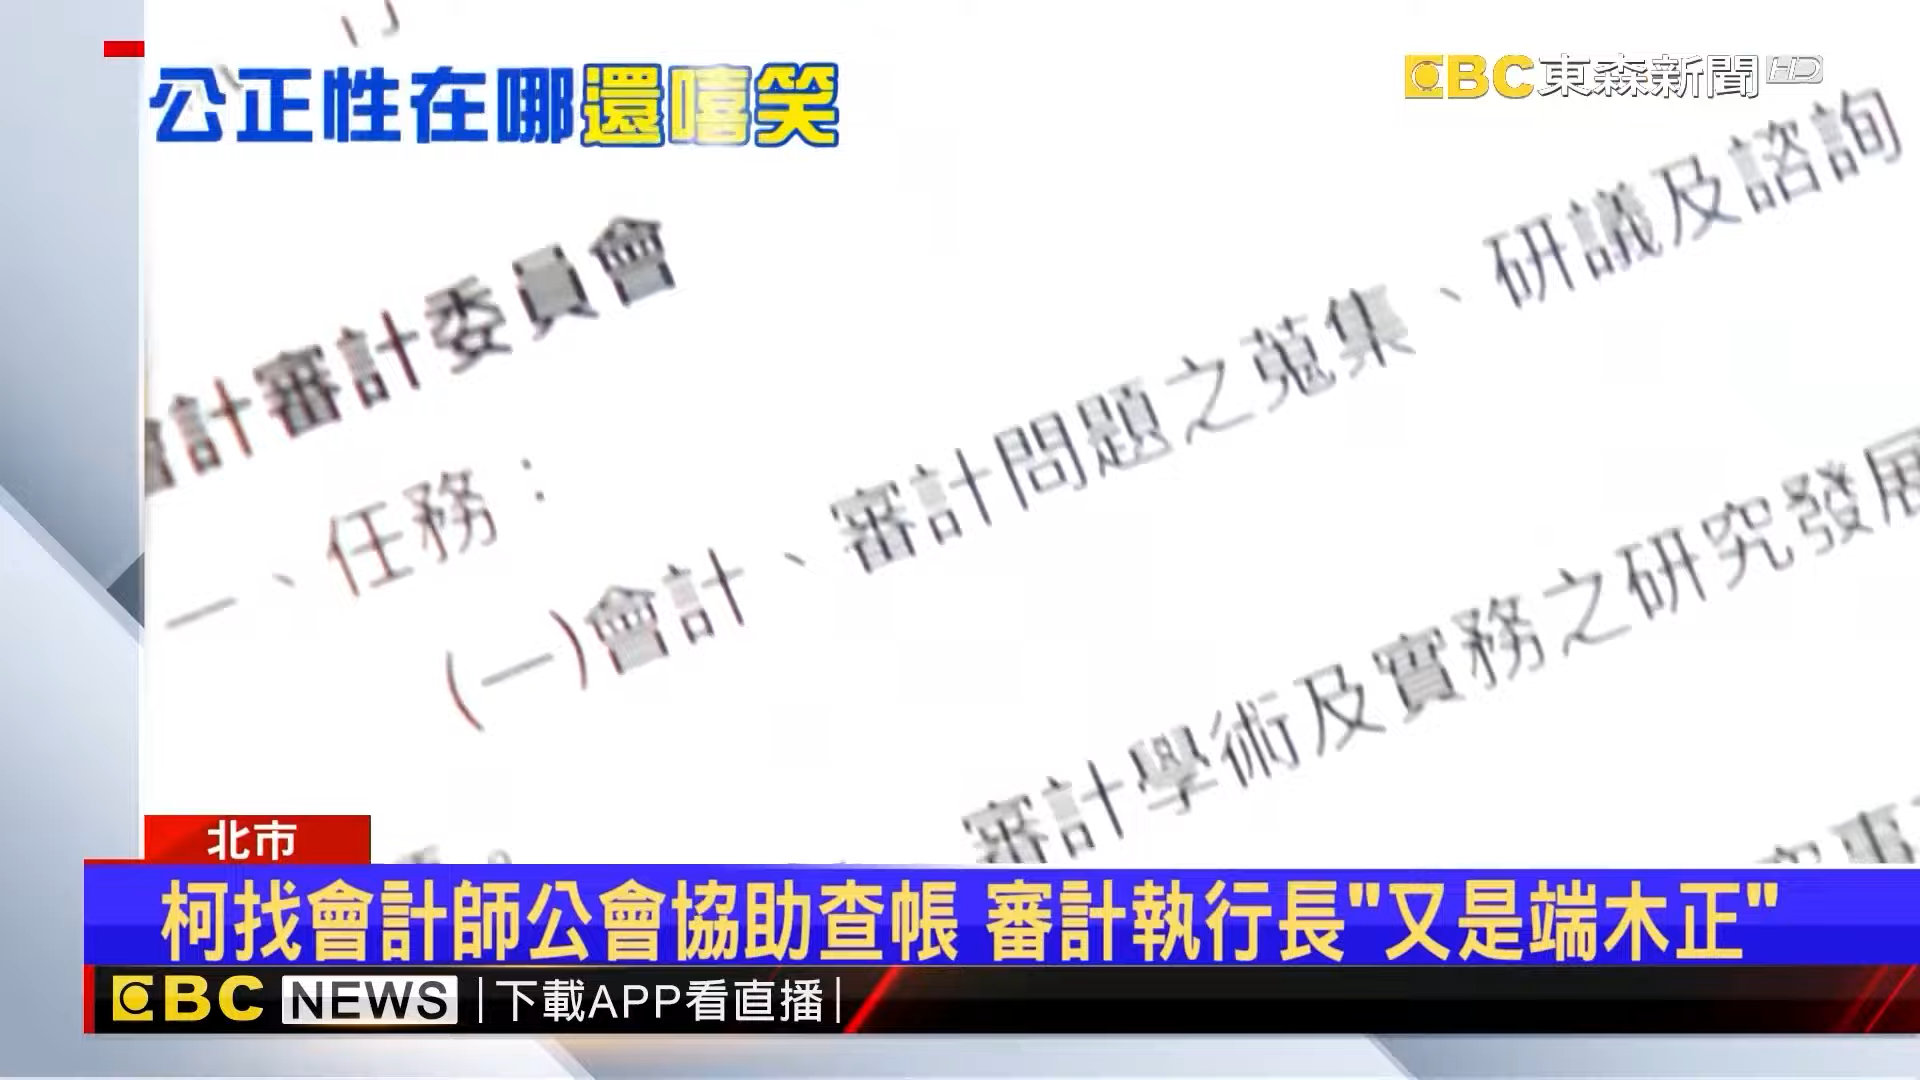 公正性在哪還嘻笑
EBC東森新聞HD
會計審計委員會
一、任務：
(一)會計、審計問題之蒐集、研議及諮詢
審計學術及實務之研究發展
北市
柯找會計師公會協助查帳 審計執行長"又是端木正"
EBC NEWS |下載APP看直播|